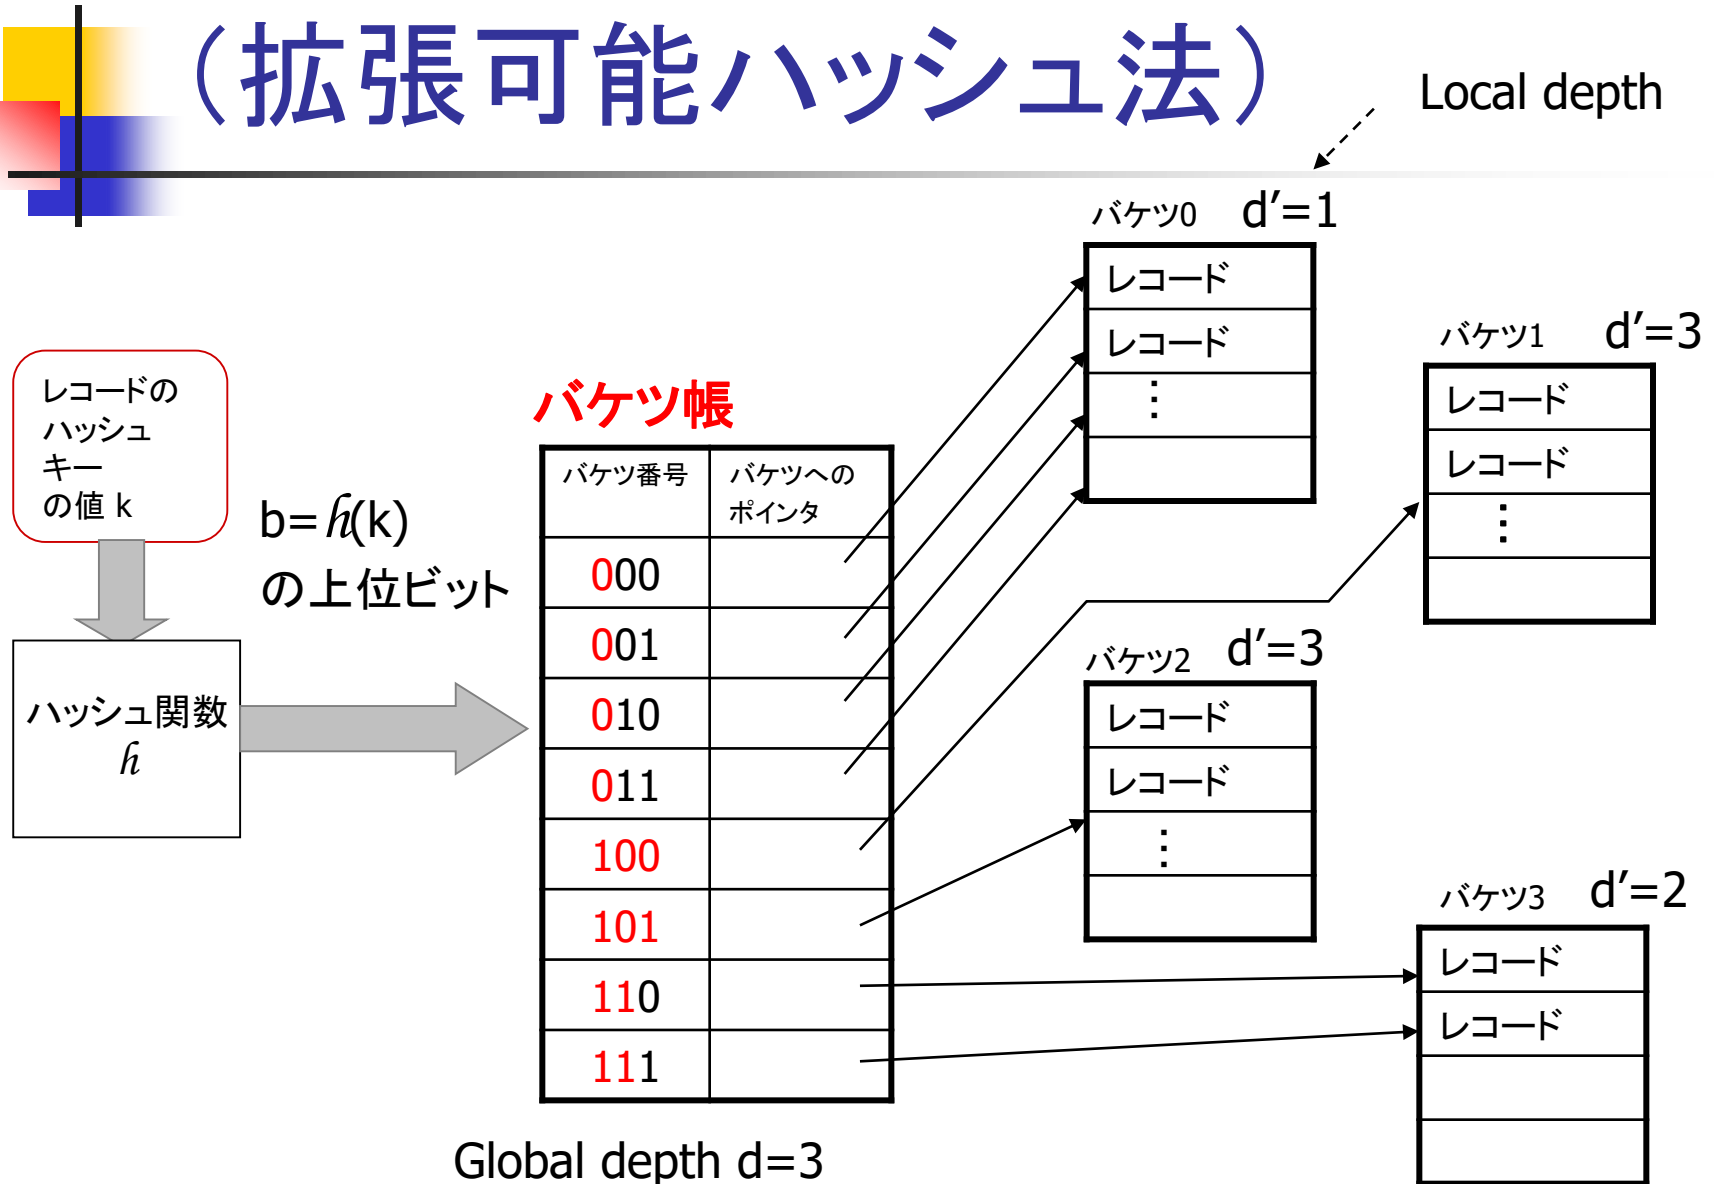 （拡張可能ハッシュ法）
Local depth
バケツ0 d′=1
レコード
レコード
⋮
バケツ1 d′=3
レコード
レコード
⋮
レコードの
ハッシュ
キー
の値 k
ハッシュ関数
h
b=h(k)
の上位ビット
バケツ帳
バケツ番号 バケツへの
ポインタ
000
001
010
011
100
101
110
111
Global depth d=3
バケツ2 d′=3
レコード
レコード
⋮
バケツ3 d′=2
レコード
レコード